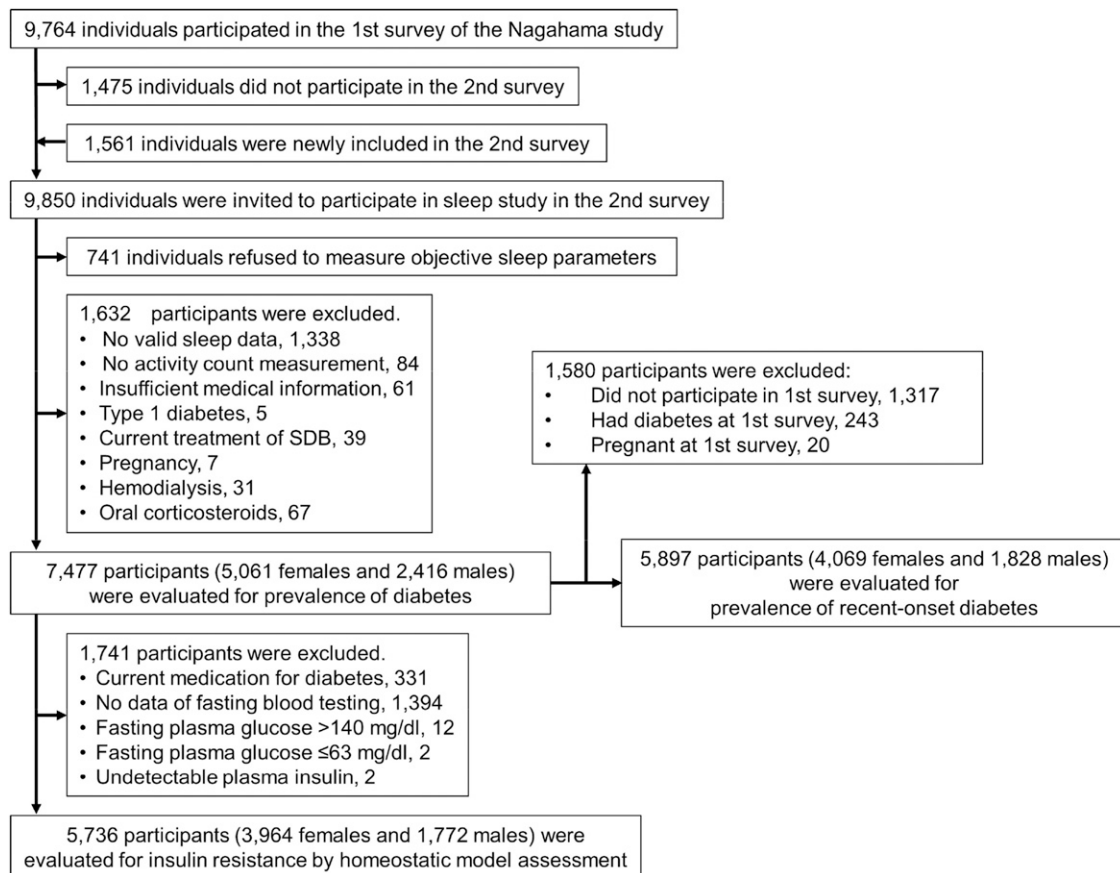 9,764 individuals participated in the 1st survey of the Nagahama study
1,475 individuals did not participate in the 2nd survey
1,561 individuals were newly included in the 2nd survey
9,850 individuals were invited to participate in sleep study in the 2nd survey
741 individuals refused to measure objective sleep parameters
1,632 participants were excluded.
• No valid sleep data, 1,338
• No activity count measurement, 84
• Insufficient medical information, 61
• Type 1 diabetes, 5
• Current treatment of SDB, 39
• Pregnancy, 7
• Hemodialysis, 31
• Oral corticosteroids, 67
1,580 participants were excluded:
• Did not participate in 1st survey, 1,317
• Had diabetes at 1st survey, 243
• Pregnant at 1st survey, 20
7,477 participants (5,061 females and 2,416 males)
were evaluated for prevalence of diabetes
5,897 participants (4,069 females and 1,828 males)
were evaluated for
prevalence of recent-onset diabetes
1,741 participants were excluded.
• Current medication for diabetes, 331
• No data of fasting blood testing, 1,394
• Fasting plasma glucose >140 mg/dl, 12
• Fasting plasma glucose ≤63 mg/dl, 2
• Undetectable plasma insulin, 2
5,736 participants (3,964 females and 1,772 males) were
evaluated for insulin resistance by homeostatic model assessment